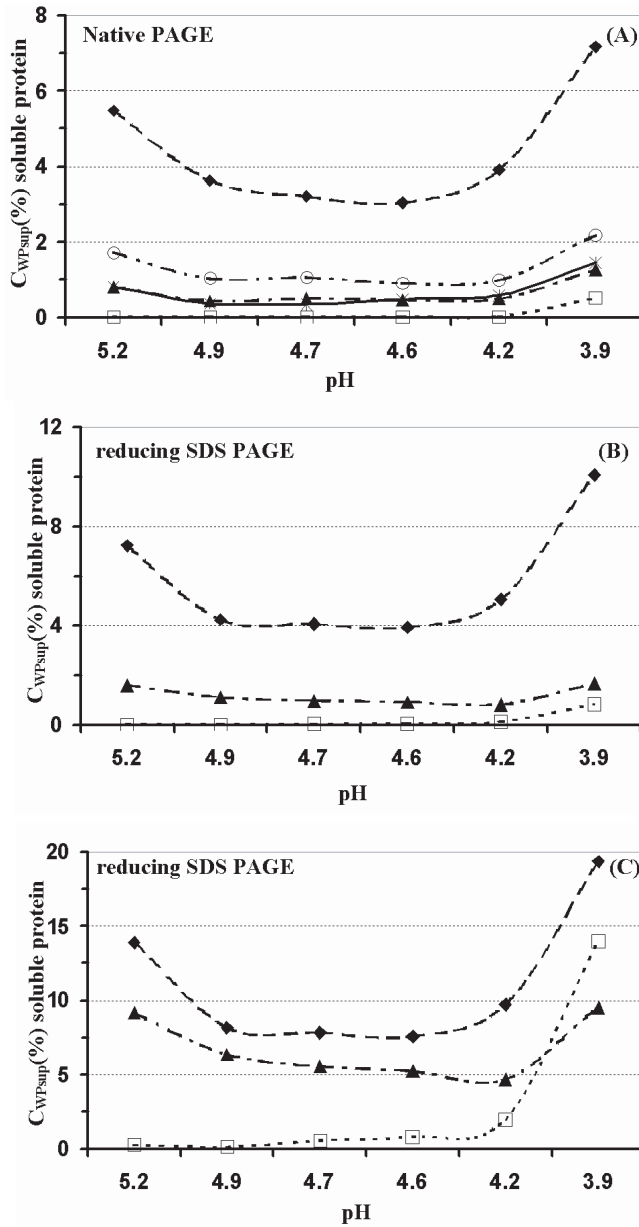 Native PAGE (A)
C_WPsup(%) soluble protein
8
6
4
2
0
5.2 4.9 4.7 4.6 4.2 3.9
pH
reducing SDS PAGE (B)
C_WPsup(%) soluble protein
12
8
4
0
5.2 4.9 4.7 4.6 4.2 3.9
pH
reducing SDS PAGE (C)
C_WPsup(%) soluble protein
20
15
10
5
0
5.2 4.9 4.7 4.6 4.2 3.9
pH